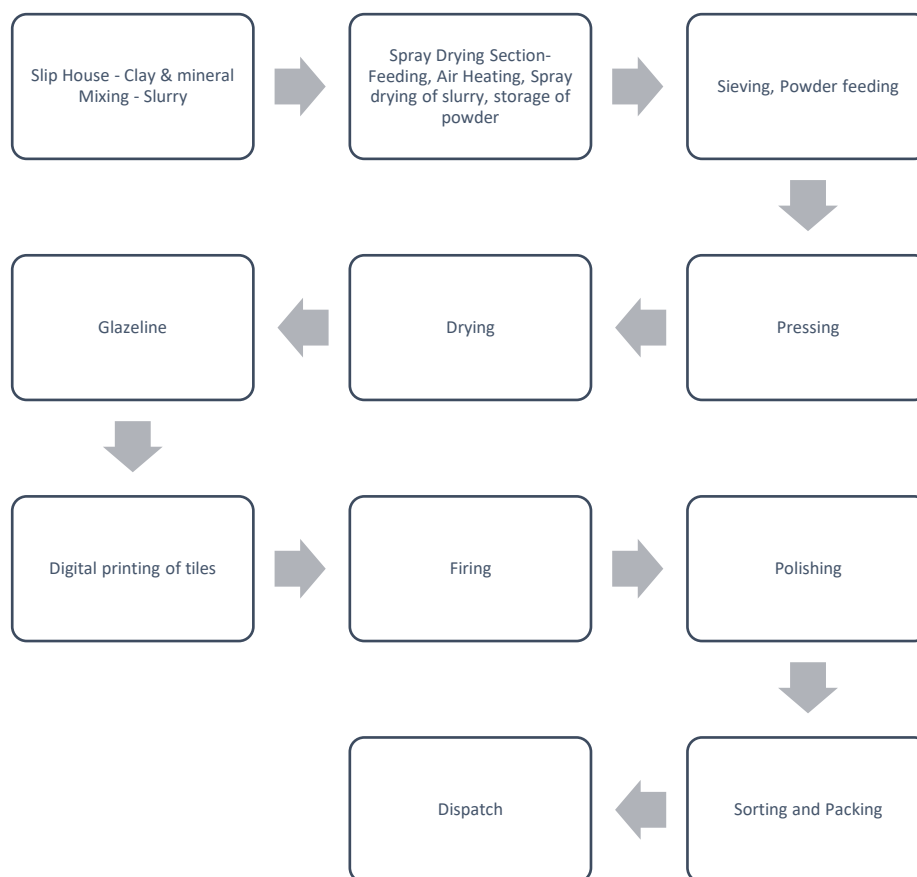 Slip House - Clay & mineral
Mixing - Slurry
Spray Drying Section-
Feeding, Air Heating, Spray
drying of slurry, storage of
powder
Sieving, Powder feeding
Pressing
Drying
Glazeline
Digital printing of tiles
Firing
Polishing
Sorting and Packing
Dispatch